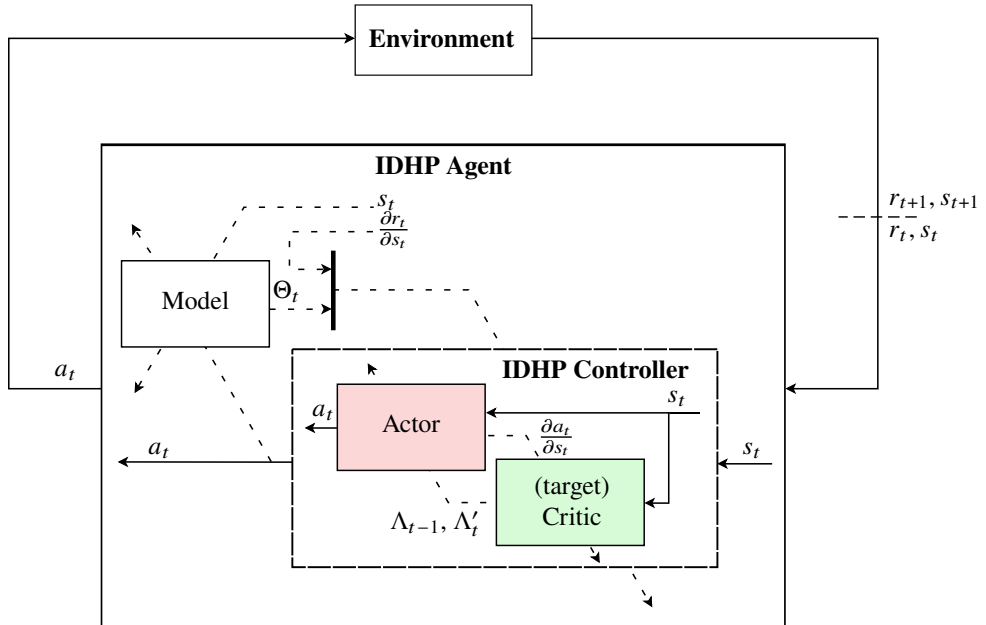 Environment
IDHP Agent
s_t
∂r_t
∂s_t
r_{t+1}, s_{t+1}
r_t, s_t
Model
Θ_t
IDHP Controller
a_t
a_t
s_t
Actor
∂a_t
∂s_t
a_t
s_t
(target)
Critic
Λ_{t−1}, Λ′_t